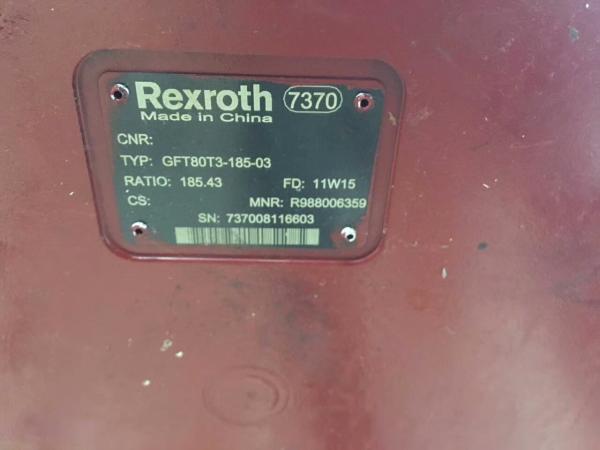 Rexroth 7370
Made in China
CNR:
TYP: GFT80T3-185-03
RATIO: 185.43 FD: 11W15
CS: MNR: R988006359
SN: 737008116603